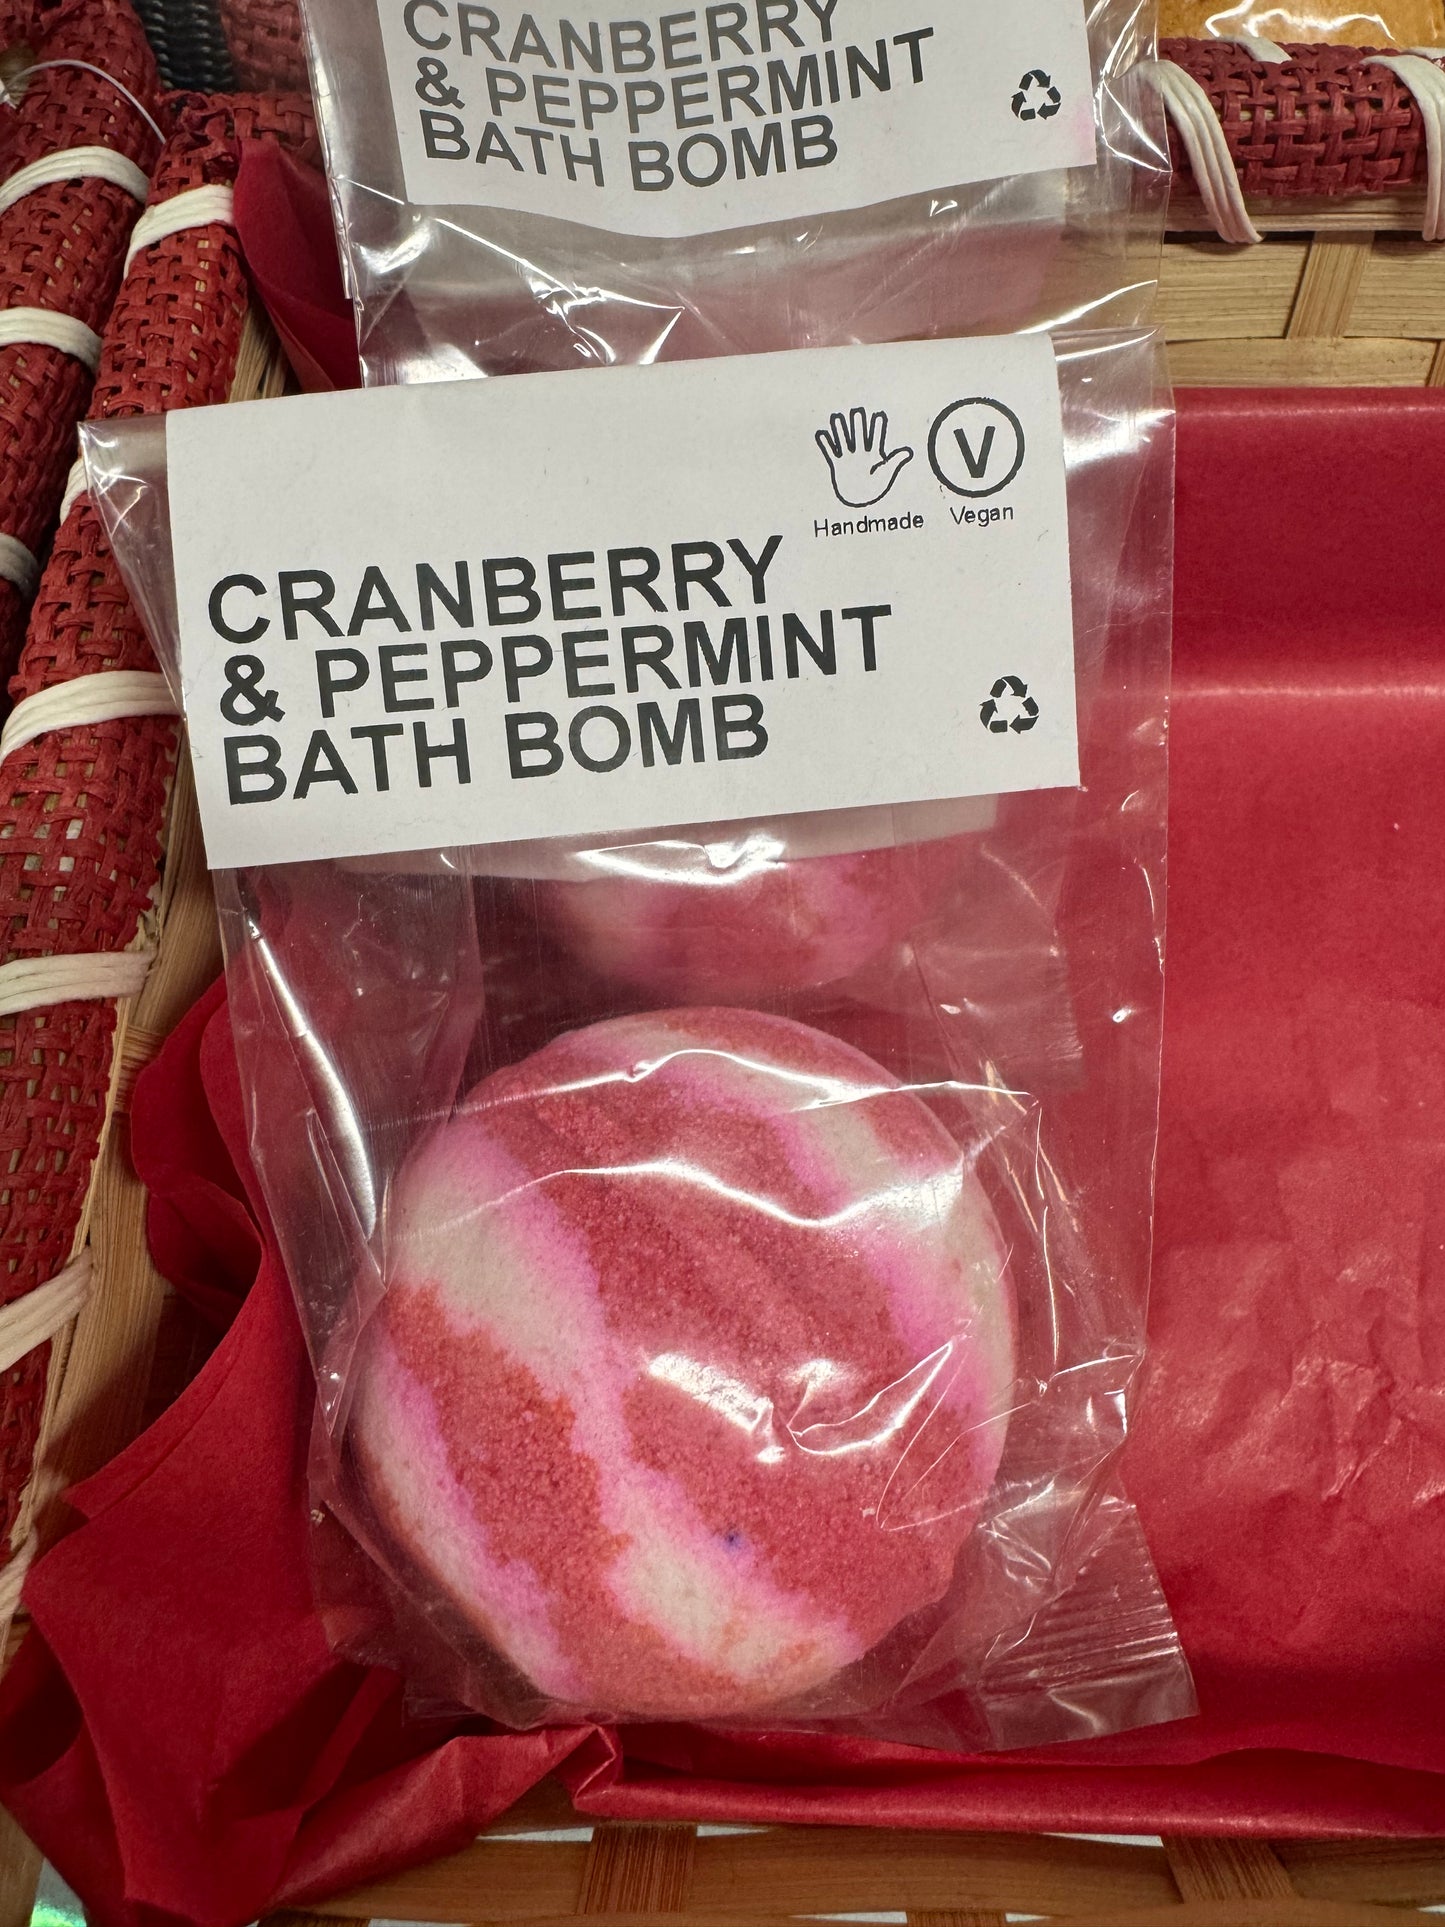 CRANBERRY
& PEPPERMINT
BATH BOMB
V
Handmade Vegan
CRANBERRY
& PEPPERMINT
BATH BOMB